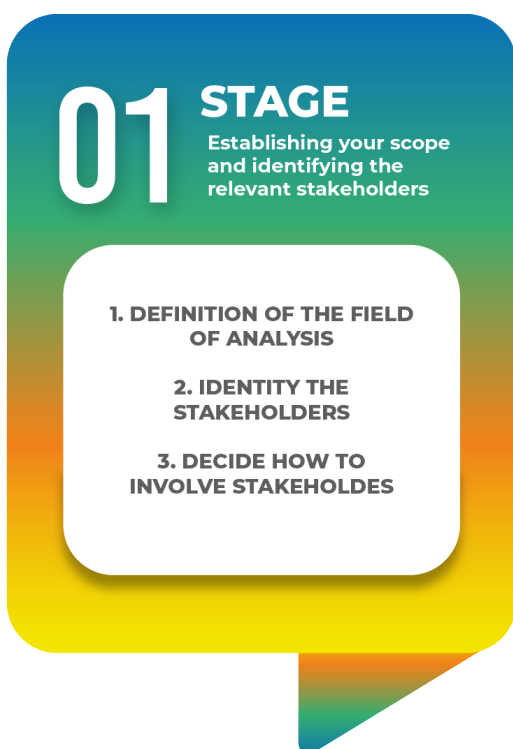 01
STAGE
Establishing your scope
and identifying the
relevant stakeholders
1. DEFINITION OF THE FIELD
OF ANALYSIS
2. IDENTITY THE
STAKEHOLDERS
3. DECIDE HOW TO
INVOLVE STAKEHOLDES